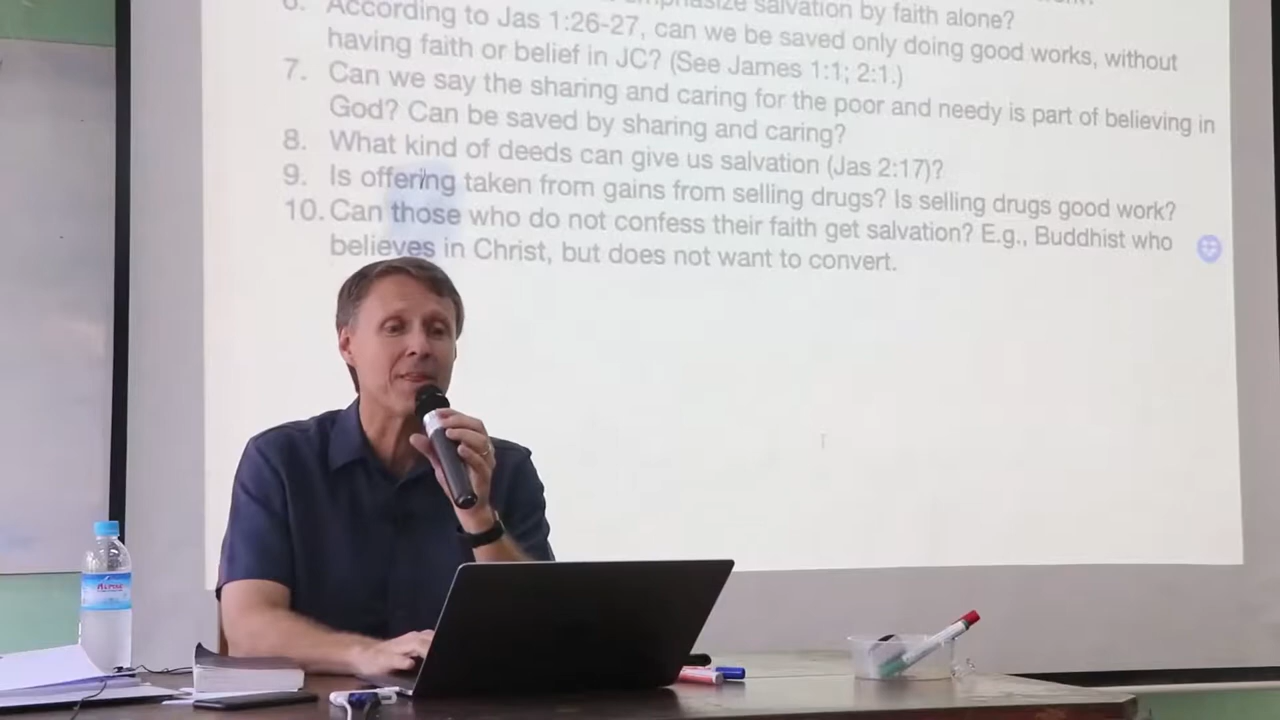 salvation by faith alone?
6. According to Jas 1:26-27, can we be saved only doing good works, without
having faith or belief in JC? (See James 1:1; 2:1.)
7. Can we say the sharing and caring for the poor and needy is part of believing in
God? Can be saved by sharing and caring?
8. What kind of deeds can give us salvation (Jas 2:17)?
9. Is offering taken from gains from selling drugs? Is selling drugs good work?
10. Can those who do not confess their faith get salvation? E.g., Buddhist who
believes in Christ, but does not want to convert.